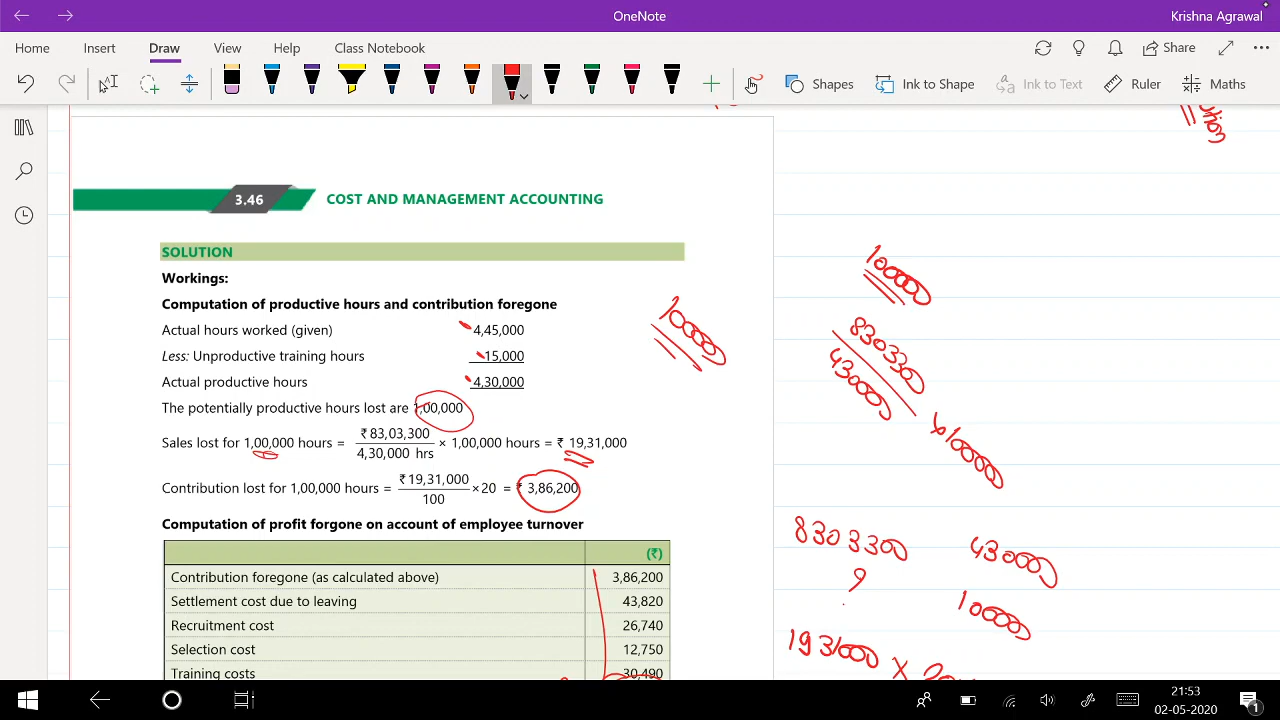 OneNote
Krishna Agrawal
Home Insert Draw View Help Class Notebook Share
Shapes Ink to Shape Ink to Text Ruler Maths
3.46 COST AND MANAGEMENT ACCOUNTING
SOLUTION
Workings:
Computation of productive hours and contribution foregone
Actual hours worked (given) 4,45,000
Less: Unproductive training hours 15,000
Actual productive hours 4,30,000
The potentially productive hours lost are 1,00,000
Sales lost for 1,00,000 hours = ₹ 83,03,300 / 4,30,000 hrs × 1,00,000 hours = ₹ 19,31,000
Contribution lost for 1,00,000 hours = ₹ 19,31,000 / 100 ×20 = ₹ 3,86,200
Computation of profit forgone on account of employee turnover
(₹)
Contribution foregone (as calculated above) 3,86,200
Settlement cost due to leaving 43,820
Recruitment cost 26,740
Selection cost 12,750
Training costs 30,490
100000
100000
8303300
430000
×100000
8303300 430000
?
100000
1931000 ×
21:53
02-05-2020
1